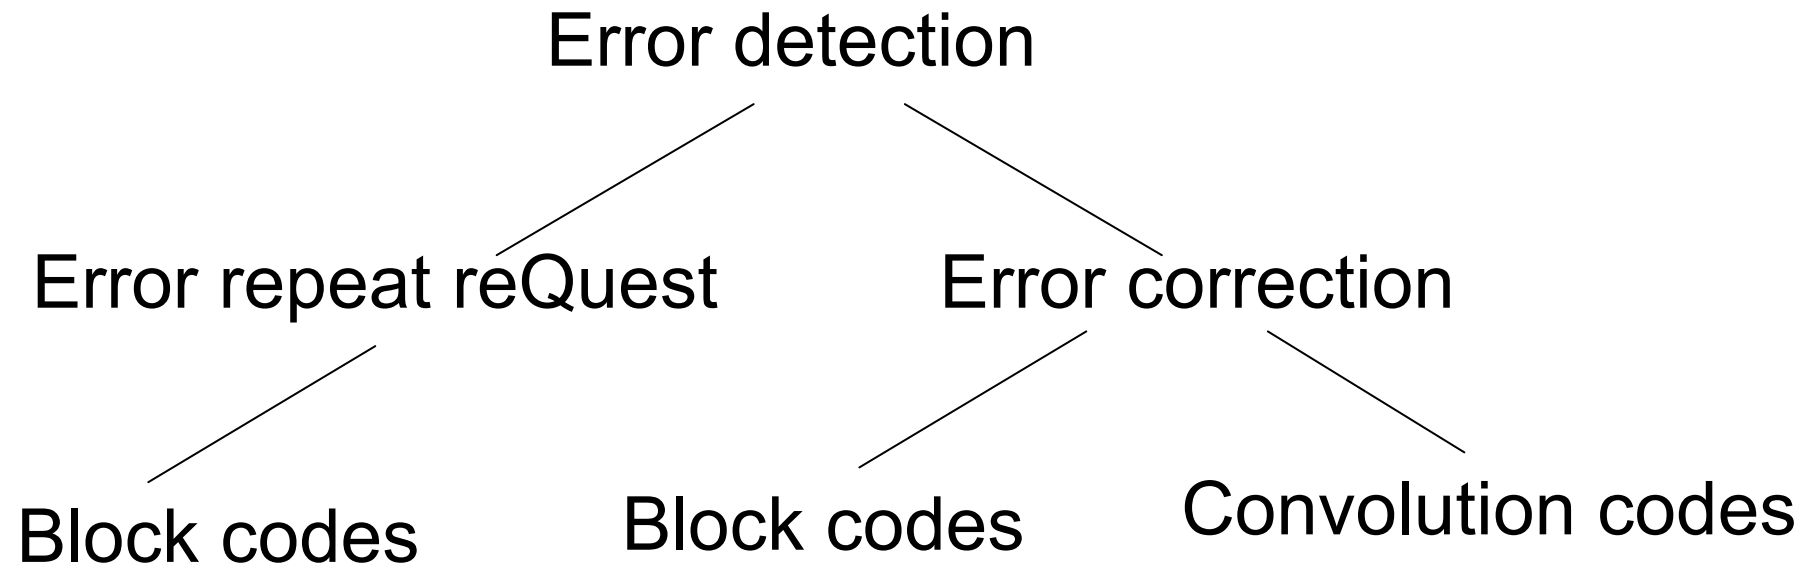 Error detection
Error repeat reQuest
Error correction
Block codes
Block codes
Convolution codes